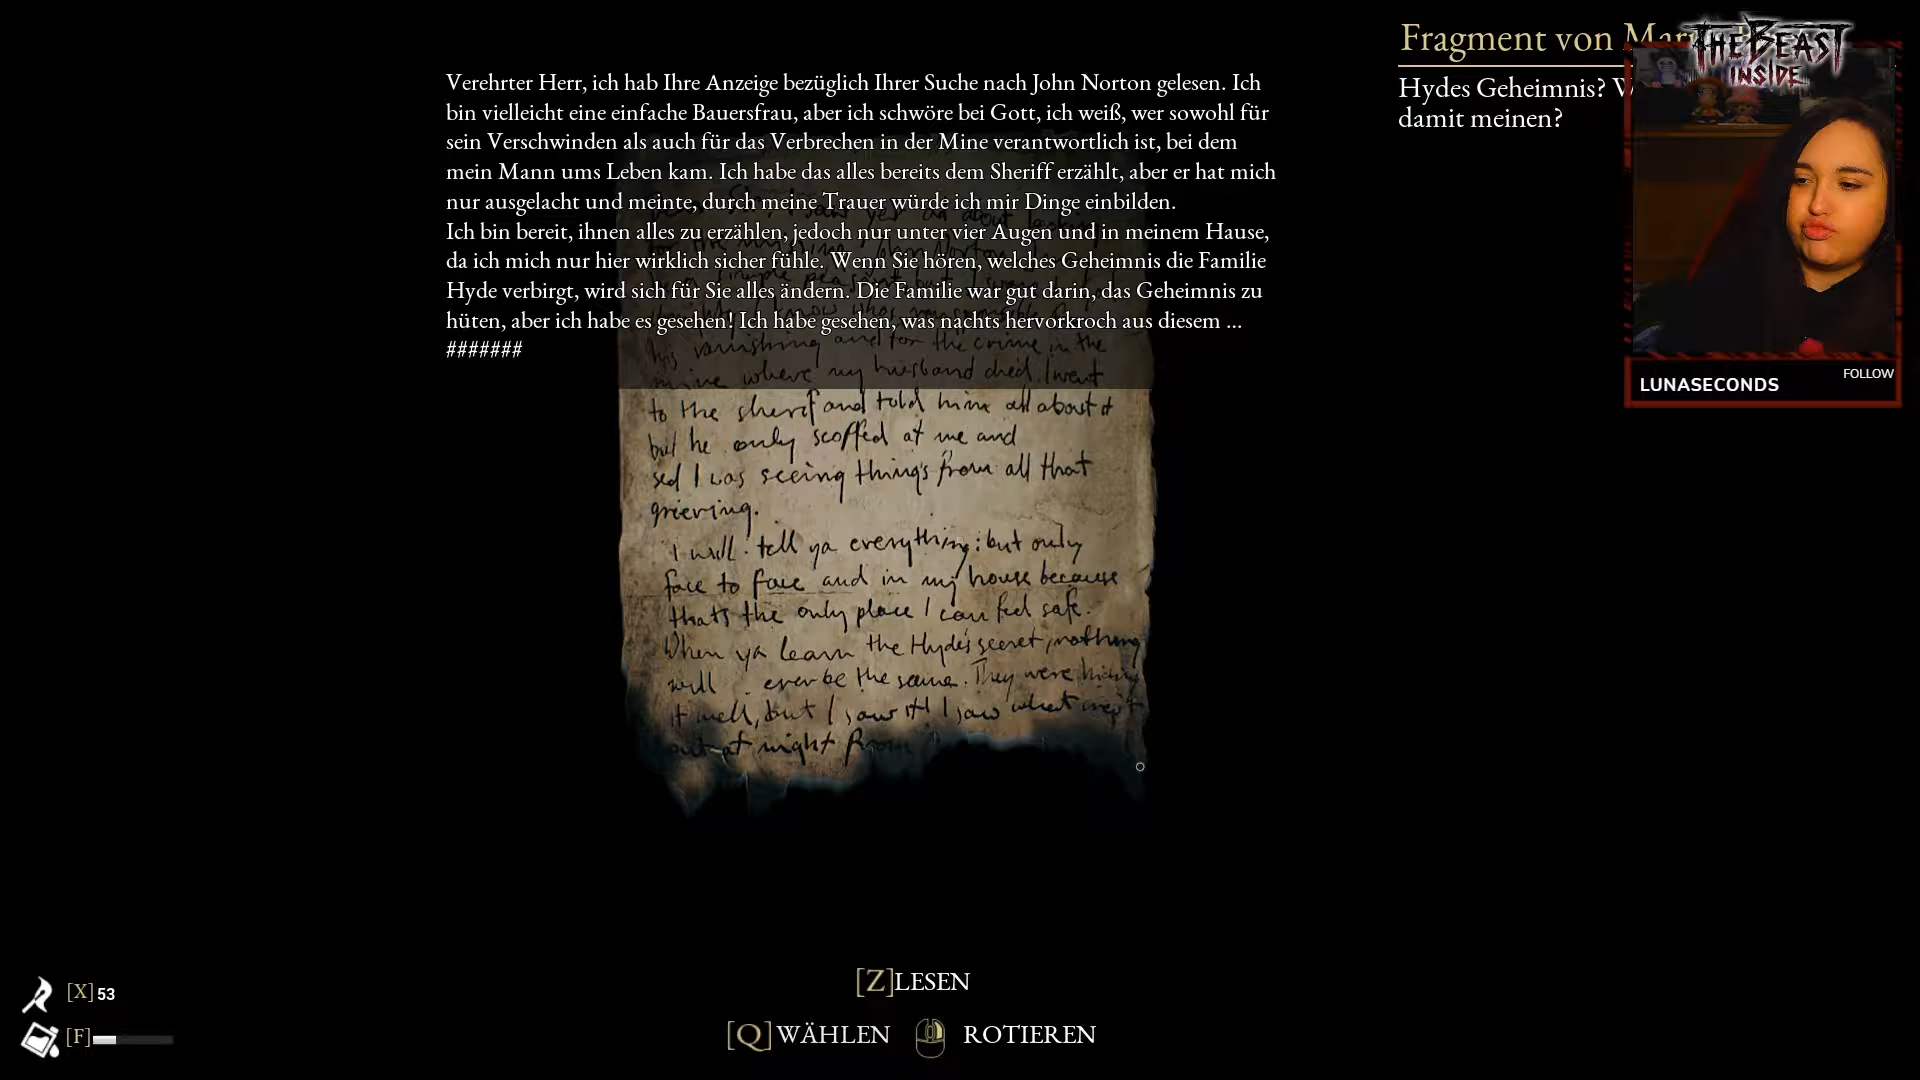 Fragment von
THE BEAST
INSIDE
Hydes Geheimnis?
damit meinen?
Verehrter Herr, ich hab Ihre Anzeige bezüglich Ihrer Suche nach John Norton gelesen. Ich
bin vielleicht eine einfache Bauersfrau, aber ich schwöre bei Gott, ich weiß, wer sowohl für
sein Verschwinden als auch für das Verbrechen in der Mine verantwortlich ist, bei dem
mein Mann ums Leben kam. Ich habe das alles bereits dem Sheriff erzählt, aber er hat mich
nur ausgelacht und meinte, durch meine Trauer würde ich mir Dinge einbilden.
Ich bin bereit, ihnen alles zu erzählen, jedoch nur unter vier Augen und in meinem Hause,
da ich mich nur hier wirklich sicher fühle. Wenn Sie hören, welches Geheimnis die Familie
Hyde verbirgt, wird sich für Sie alles ändern. Die Familie war gut darin, das Geheimnis zu
hüten, aber ich habe es gesehen! Ich habe gesehen, was nachts hervorkroch aus diesem ...
#######
his vanishing and for the crime in the
mine where my husband died. I went
to the sherif and told him all about it
but he only scoffed at me and
sed I was seeing things from all that
grieving.
I will tell ya everything; but only
face to face and in my house because
thats the only place I can feel safe.
When ya learn the Hyde's secret, nothing
will ever be the same. They were hiding
it well, but I saw it! I saw what crept
out at night from
LUNASECONDS
FOLLOW
[X] 53
[F]
[Z] LESEN
[Q] WÄHLEN ROTIEREN